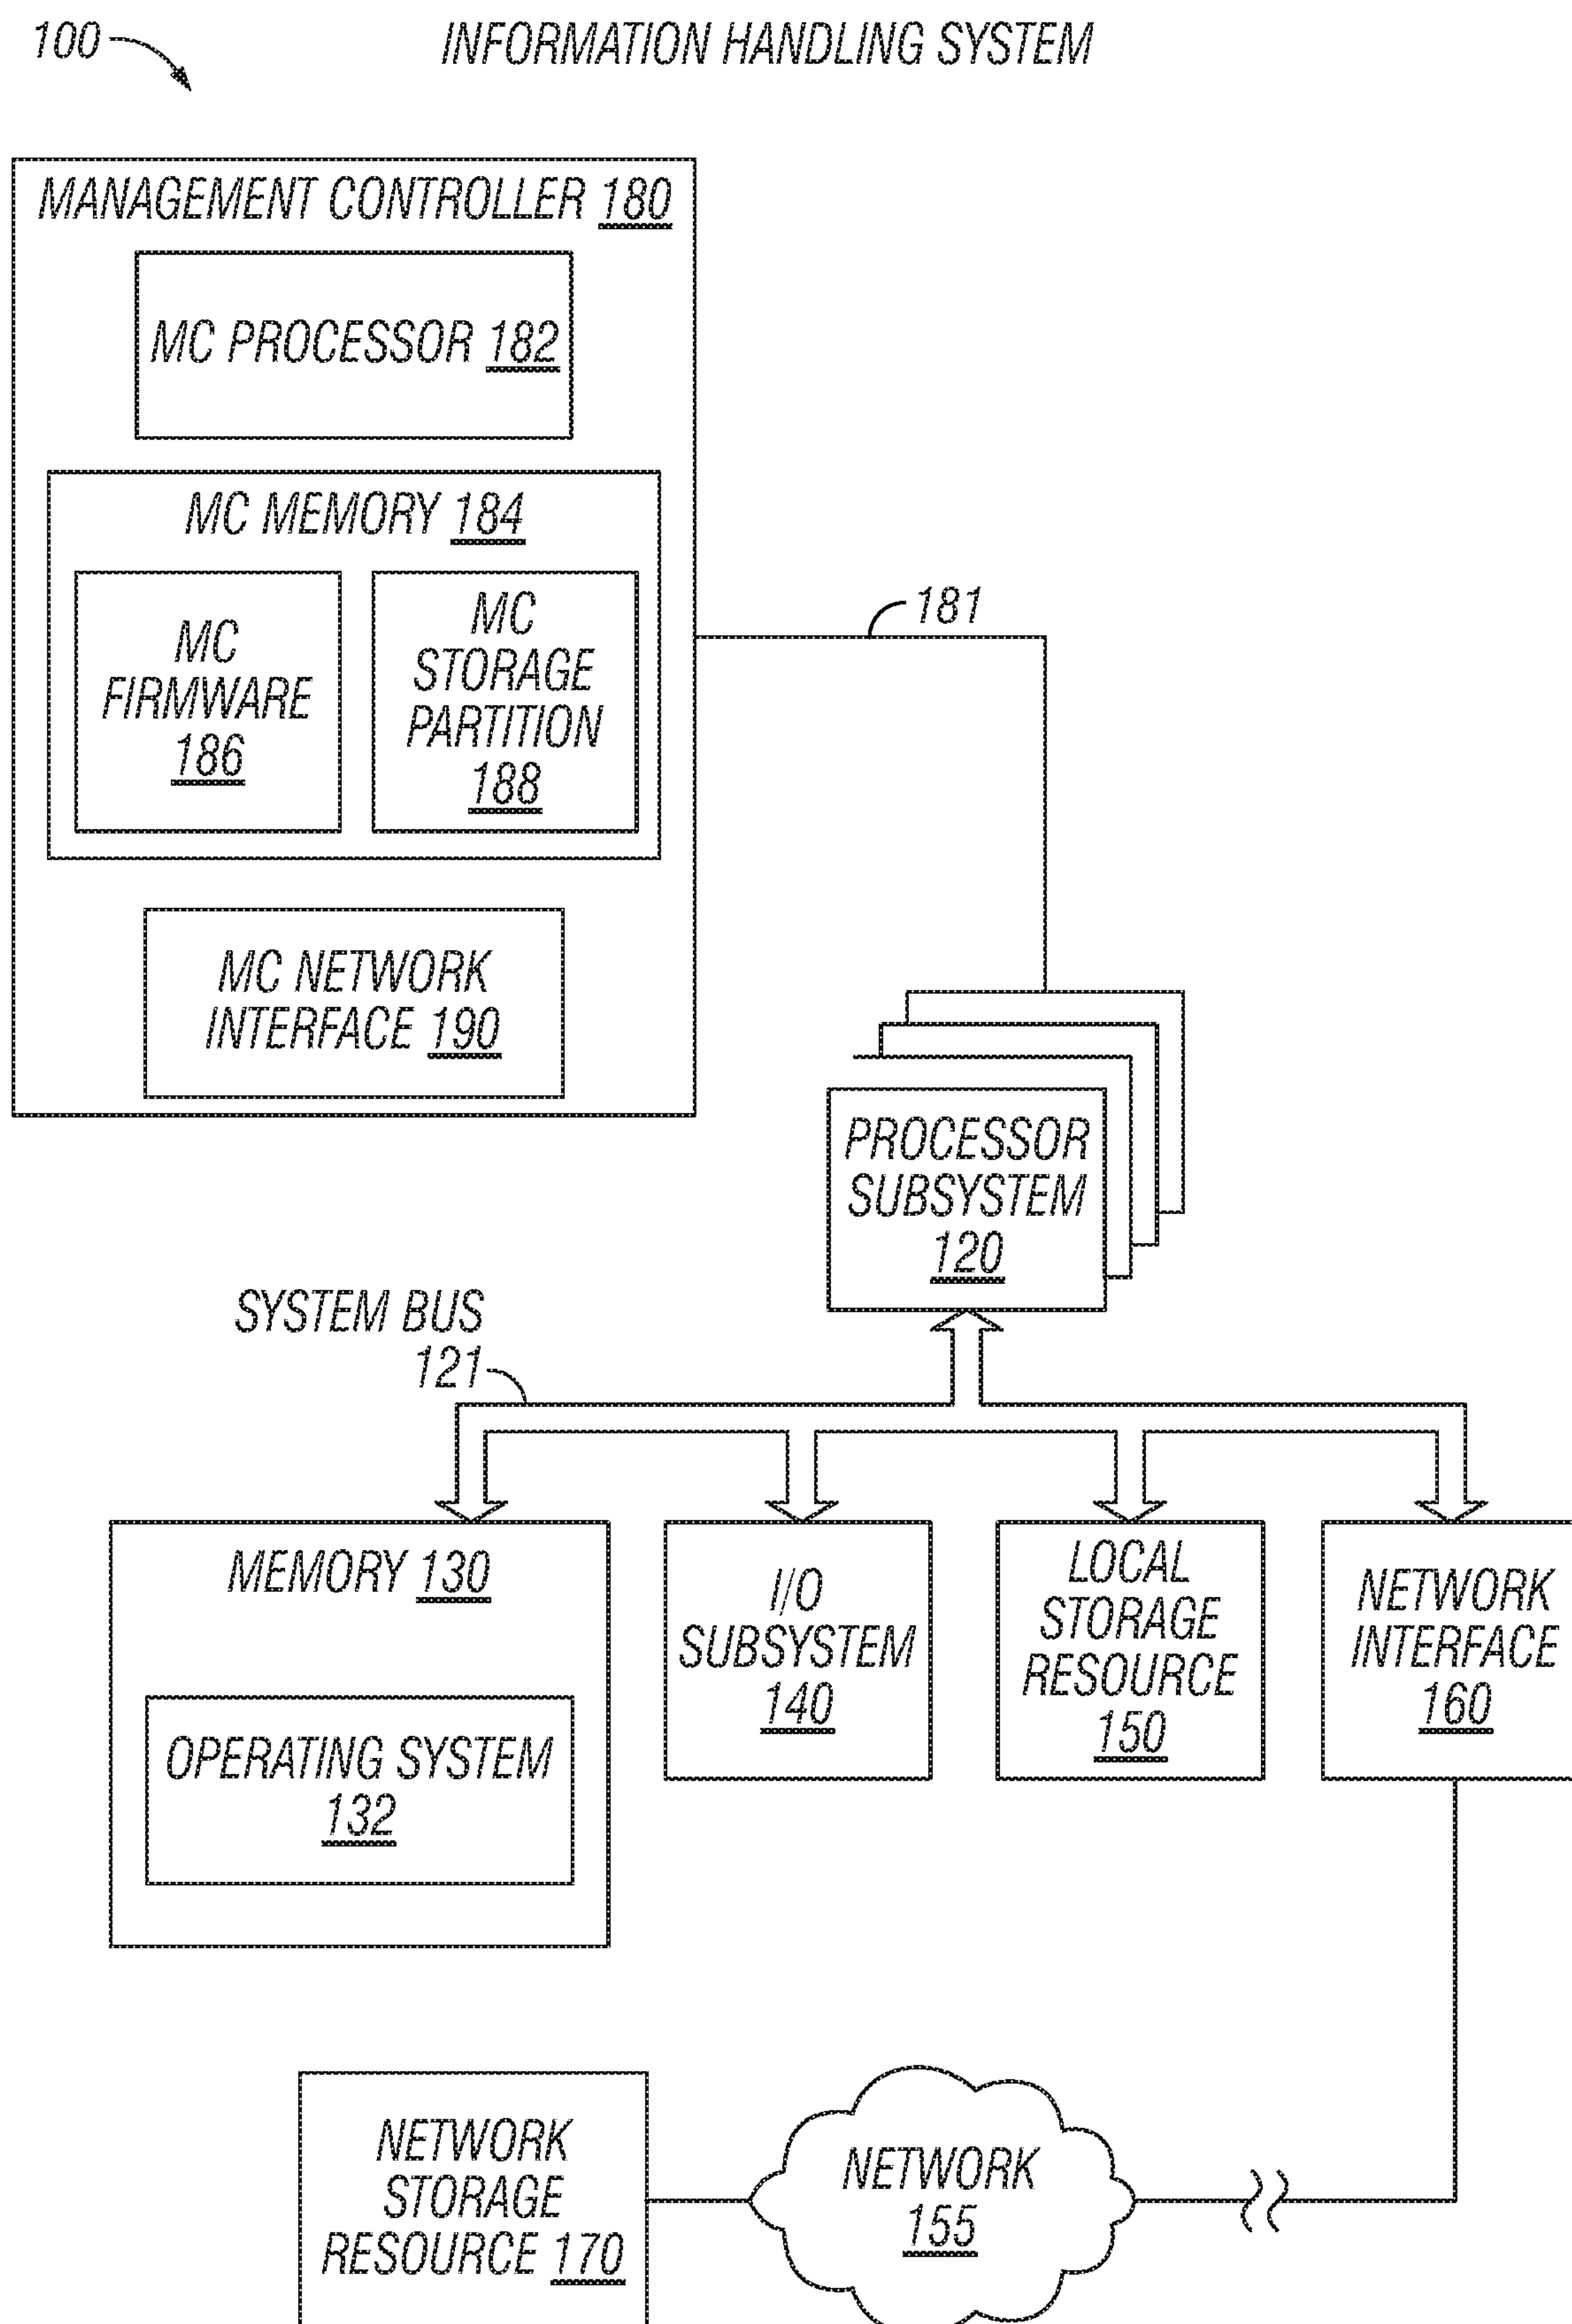 100
INFORMATION HANDLING SYSTEM
MANAGEMENT CONTROLLER 180
MC PROCESSOR 182
MC MEMORY 184
MC
FIRMWARE
186
MC
STORAGE
PARTITION
188
181
MC NETWORK
INTERFACE 190
PROCESSOR
SUBSYSTEM
120
SYSTEM BUS
121
MEMORY 130
OPERATING SYSTEM
132
I/O
SUBSYSTEM
140
LOCAL
STORAGE
RESOURCE
150
NETWORK
INTERFACE
160
NETWORK
STORAGE
RESOURCE 170
NETWORK
155